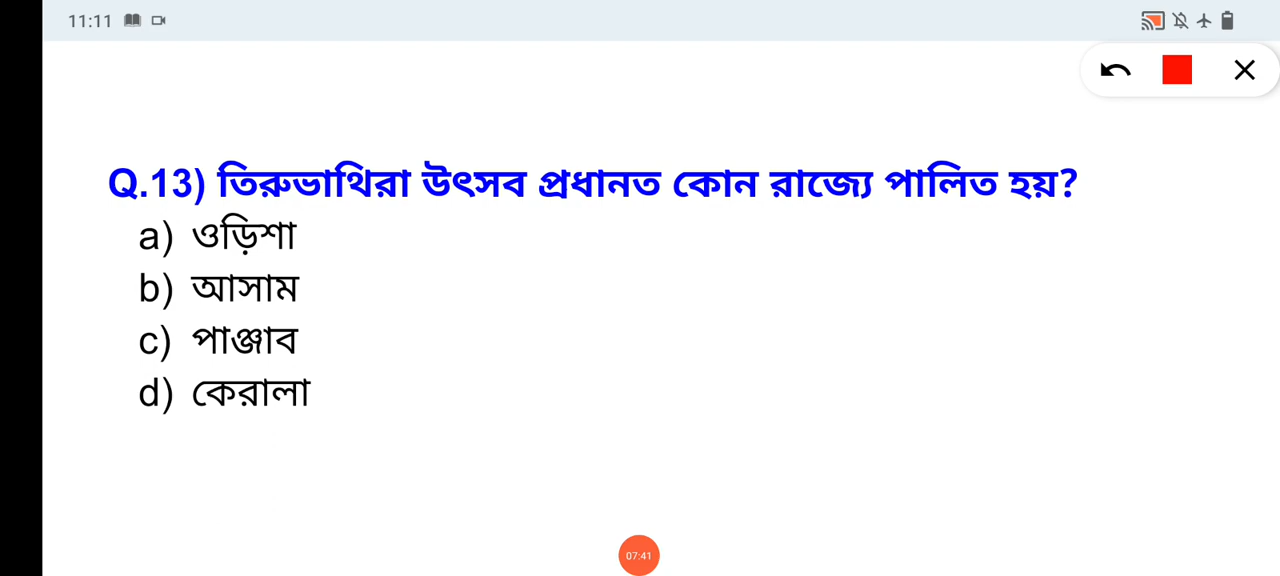 11:11
Q.13) তিরুভাথিরা উৎসব প্রধানত কোন রাজ্যে পালিত হয়?
a) ওড়িশা
b) আসাম
c) পাঞ্জাব
d) কেরালা
07:41